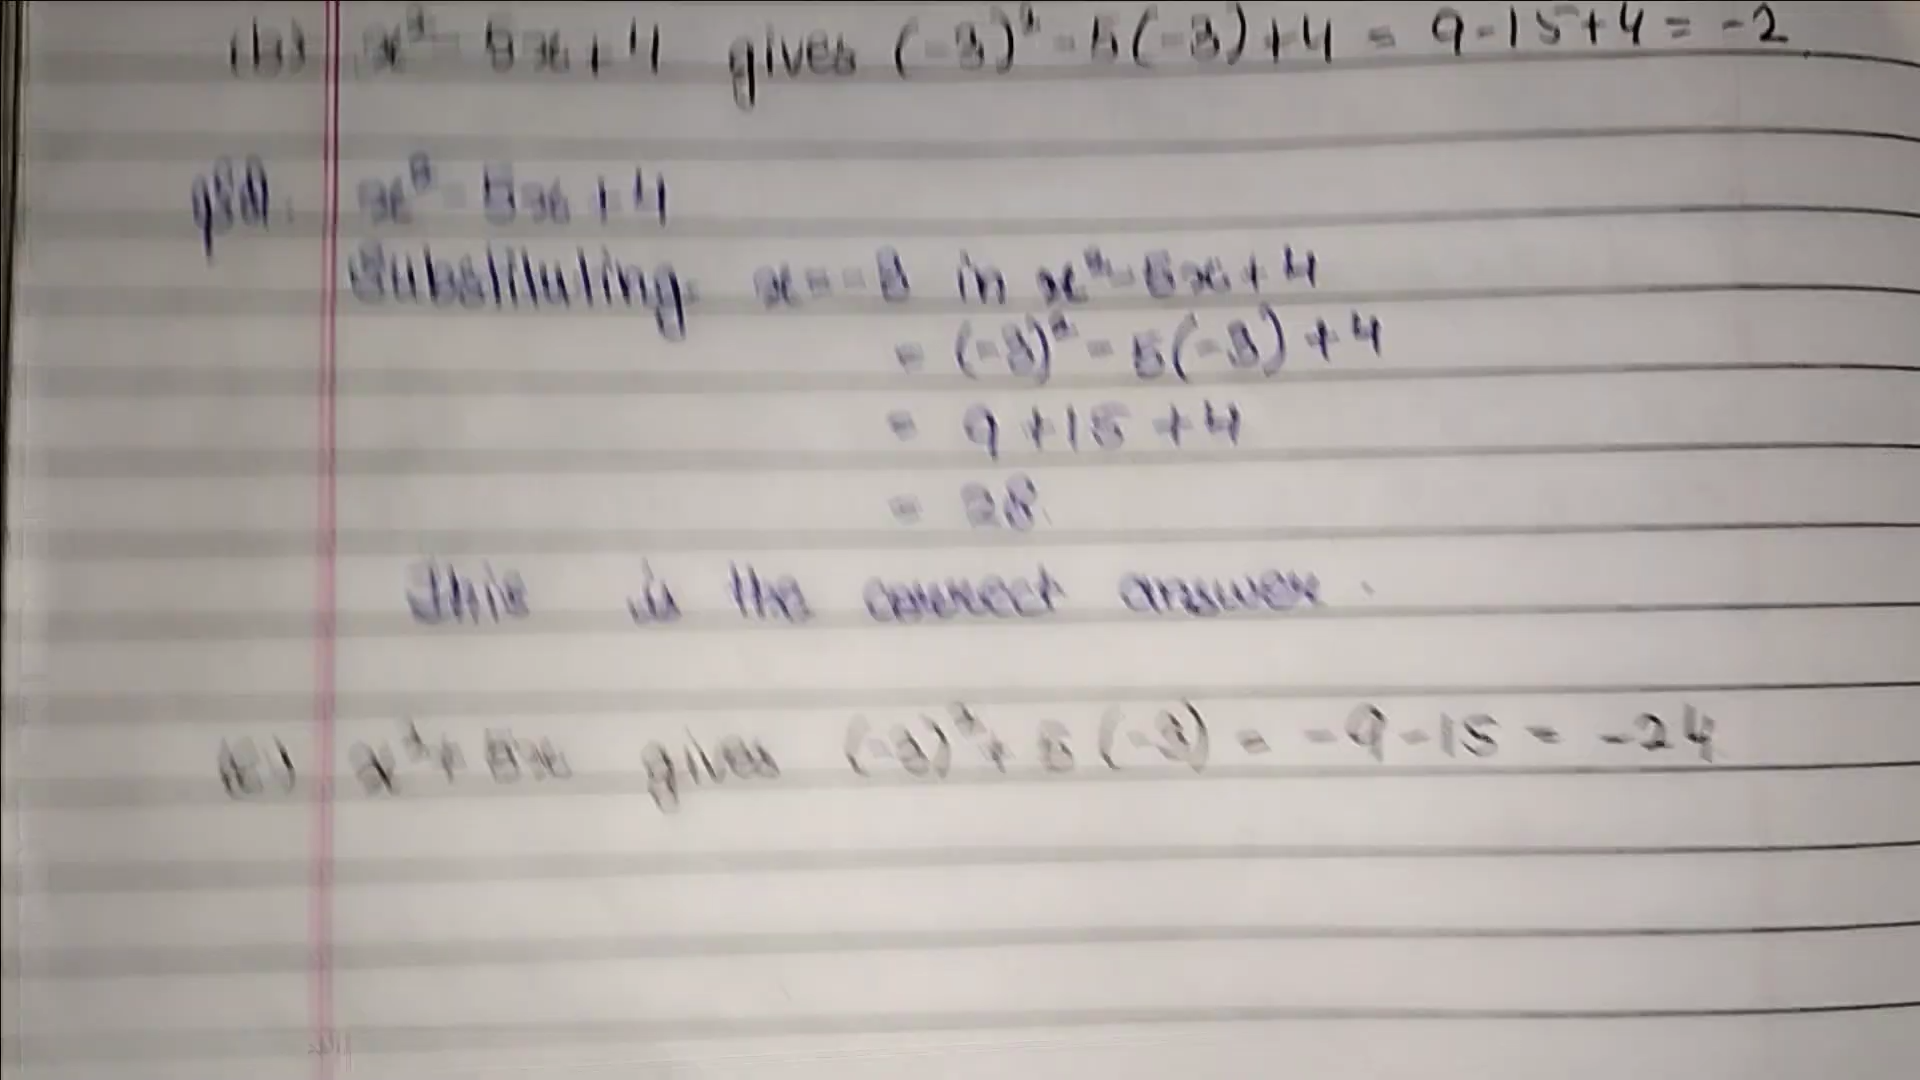 (b) x² - 5x + 4 gives (-3)² - 5(-3) + 4 = 9 - 15 + 4 = -2
Sol. x² - 5x + 4
Substituting x = -3 in x² - 5x + 4
= (-3)² - 5(-3) + 4
= 9 + 15 + 4
= 28.
This is the correct answer.
(c) x² + 5x gives (-3)² + 5(-3) = -9 - 15 = -24